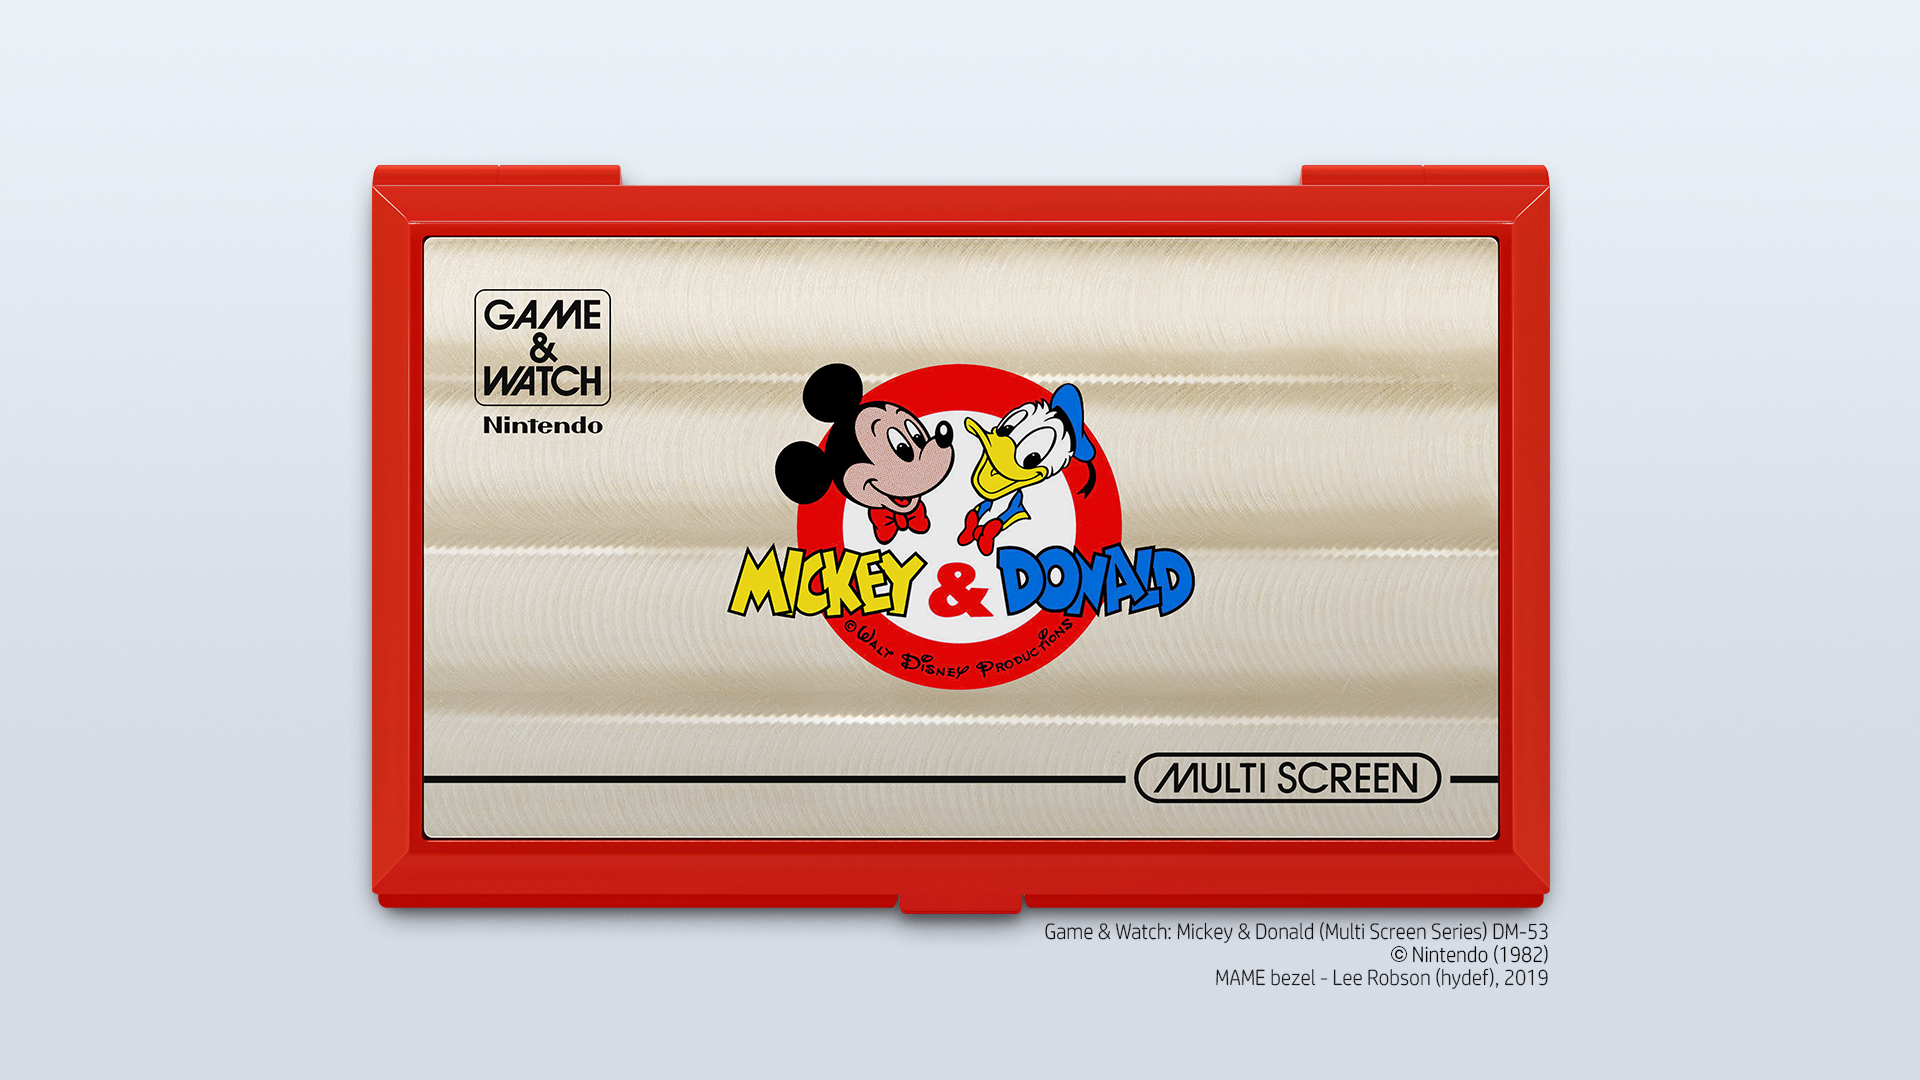 GAME
&
WATCH
Nintendo
MICKEY & DONALD
© WALT DISNEY PRODUCTIONS
MULTI SCREEN
Game & Watch: Mickey & Donald (Multi Screen Series) DM-53
© Nintendo (1982)
MAME bezel - Lee Robson (hydef), 2019